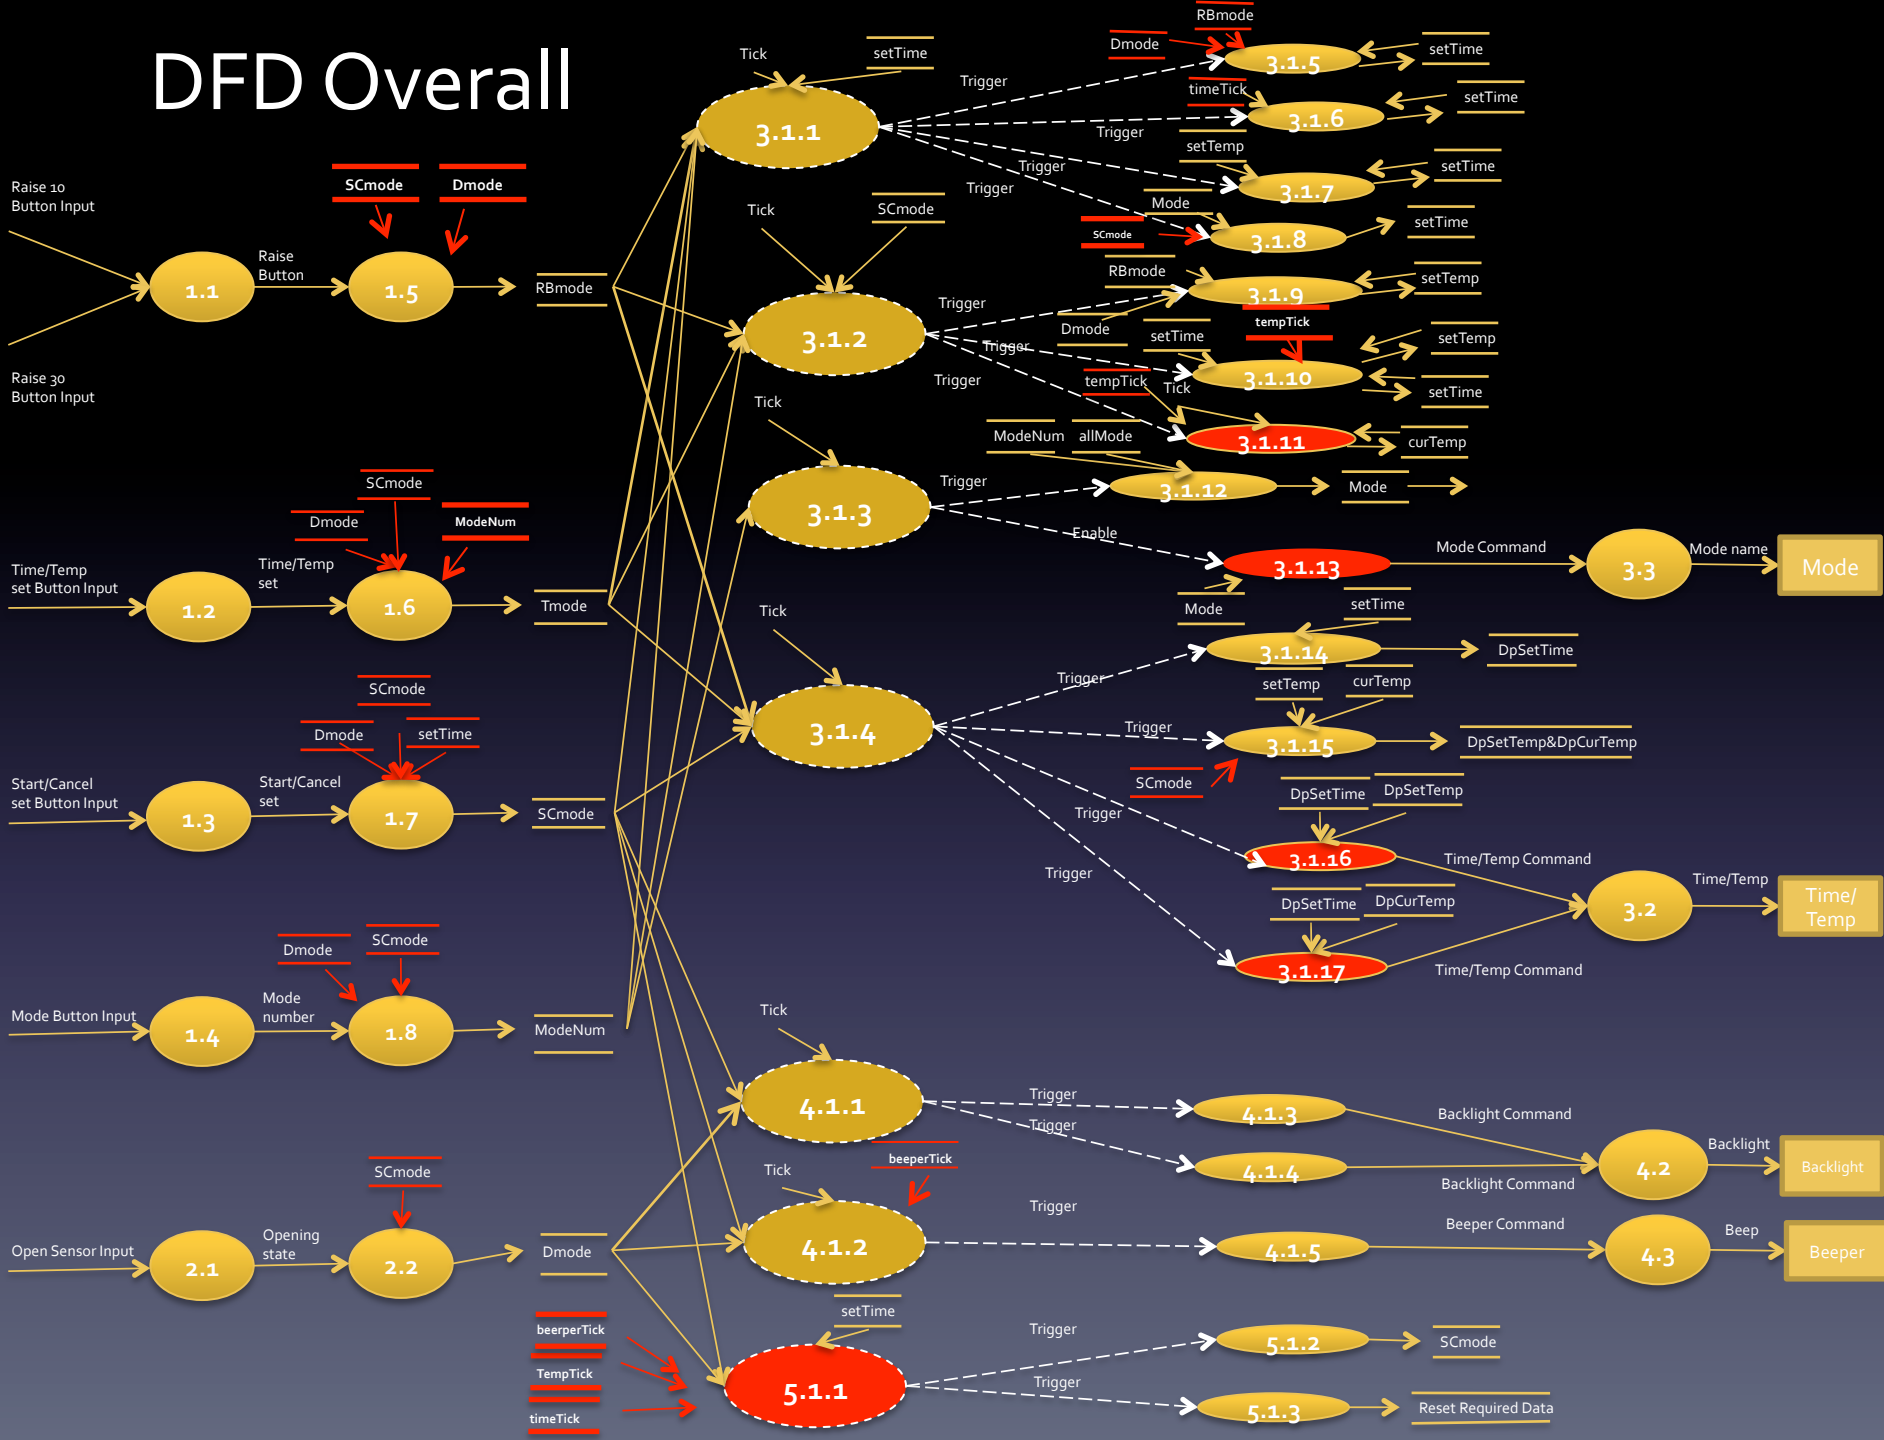 DFD Overall
Raise 10
Button Input
Raise 30
Button Input
1.1
Raise
Button
SCmode
Dmode
1.5
RBmode
Time/Temp
set Button Input
1.2
Time/Temp
set
SCmode
Dmode
ModeNum
1.6
Tmode
Start/Cancel
set Button Input
1.3
Start/Cancel
set
SCmode
Dmode
setTime
1.7
SCmode
Mode Button Input
1.4
Mode
number
Dmode
SCmode
1.8
ModeNum
Open Sensor Input
2.1
Opening
state
SCmode
2.2
Dmode
Tick
setTime
3.1.1
Trigger
Trigger
Trigger
Trigger
Dmode
RBmode
3.1.5
setTime
timeTick
3.1.6
setTime
setTemp
3.1.7
setTime
Mode
SCmode
3.1.8
setTime
Tick
SCmode
3.1.2
Trigger
Trigger
Trigger
RBmode
Dmode
3.1.9
setTemp
setTime
tempTick
3.1.10
setTemp
setTime
tempTick
Tick
3.1.11
curTemp
Tick
3.1.3
Trigger
Enable
ModeNum
allMode
3.1.12
Mode
3.1.13
Mode
Mode Command
3.3
Mode name
Mode
Tick
3.1.4
Trigger
Trigger
Trigger
Trigger
setTime
3.1.14
DpSetTime
setTemp
curTemp
3.1.15
SCmode
DpSetTemp&DpCurTemp
DpSetTime
DpSetTemp
3.1.16
Time/Temp Command
DpSetTime
DpCurTemp
3.1.17
Time/Temp Command
3.2
Time/Temp
Time/
Temp
Tick
4.1.1
Trigger
Trigger
4.1.3
Backlight Command
4.1.4
Backlight Command
4.2
Backlight
Backlight
Tick
beeperTick
4.1.2
Trigger
4.1.5
Beeper Command
4.3
Beep
Beeper
beerperTick
TempTick
timeTick
setTime
5.1.1
Trigger
Trigger
5.1.2
SCmode
5.1.3
Reset Required Data